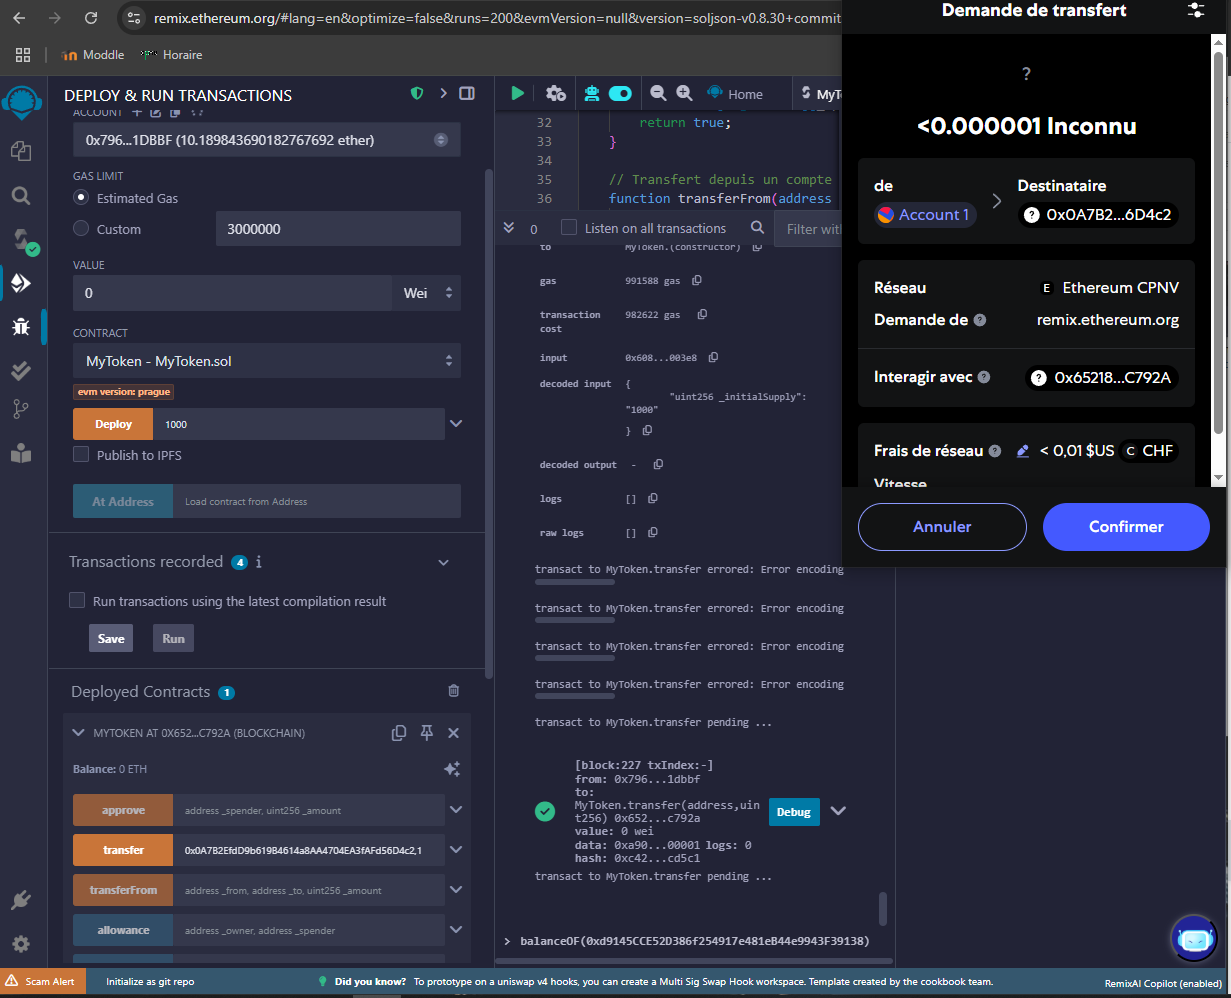 remix.ethereum.org/#lang=en&optimize=false&runs=200&evmVersion=null&version=soljson-v0.8.30+commit
Moddle
Horaire
DEPLOY & RUN TRANSACTIONS
ACCOUNT
0x796...1DBBF (10.189843690182767692 ether)
GAS LIMIT
Estimated Gas
Custom
3000000
VALUE
0
Wei
CONTRACT
MyToken - MyToken.sol
evm version: prague
Deploy
1000
Publish to IPFS
At Address
Load contract from Address
Transactions recorded 4 i
Run transactions using the latest compilation result
Save
Run
Deployed Contracts 1
MYTOKEN AT 0X652...C792A (BLOCKCHAIN)
Balance: 0 ETH
approve
address _spender, uint256 _amount
transfer
0x0A7B2EfdD9b619B4614a8AA4704EA3fAFd56D4c2,1
transferFrom
address _from, address _to, uint256 _amount
allowance
address _owner, address _spender
Home
MyT
32 return true;
33 }
34
35 // Transfert depuis un compte
36 function transferFrom(address
0
Listen on all transactions
Filter with
to MyToken.(constructor)
gas 991588 gas
transaction cost 982622 gas
input 0x608...003e8
decoded input {
"uint256 _initialSupply":
"1000"
}
decoded output -
logs []
raw logs []
transact to MyToken.transfer errored: Error encoding
transact to MyToken.transfer errored: Error encoding
transact to MyToken.transfer errored: Error encoding
transact to MyToken.transfer errored: Error encoding
transact to MyToken.transfer pending ...
[block:227 txIndex:-]
from: 0x796...1dbbf
to:
MyToken.transfer(address,uin
t256) 0x652...c792a
value: 0 wei
data: 0xa90...00001 logs: 0
hash: 0xc42...cd5c1
Debug
transact to MyToken.transfer pending ...
> balanceOF(0xd9145CCE52D386f254917e481eB44e9943F39138)
Demande de transfert
?
<0.000001 Inconnu
de
Account 1
Destinataire
? 0x0A7B2...6D4c2
Réseau
E Ethereum CPNV
Demande de ?
remix.ethereum.org
Interagir avec ?
? 0x65218...C792A
Frais de réseau ?
< 0,01 $US C CHF
Vitesse
Annuler
Confirmer
Scam Alert
Initialize as git repo
Did you know? To prototype on a uniswap v4 hooks, you can create a Multi Sig Swap Hook workspace. Template created by the cookbook team.
RemixAI Copilot (enabled)